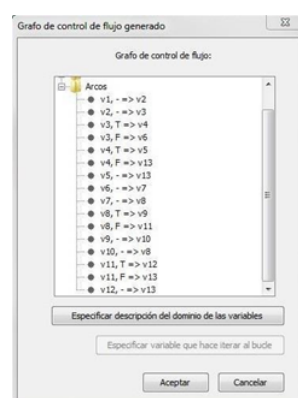 Grafo de control de flujo generado
Grafo de control de flujo:
Arcos
v1, - => v2
v2, - => v3
v3, T => v4
v3, F => v6
v4, T => v5
v4, F => v13
v5, - => v13
v6, - => v7
v7, - => v8
v8, T => v9
v8, F => v11
v9, - => v10
v10, - => v8
v11, T => v12
v11, F => v13
v12, - => v13
Especificar descripción del dominio de las variables
Especificar variable que hace iterar al bucle
Aceptar
Cancelar